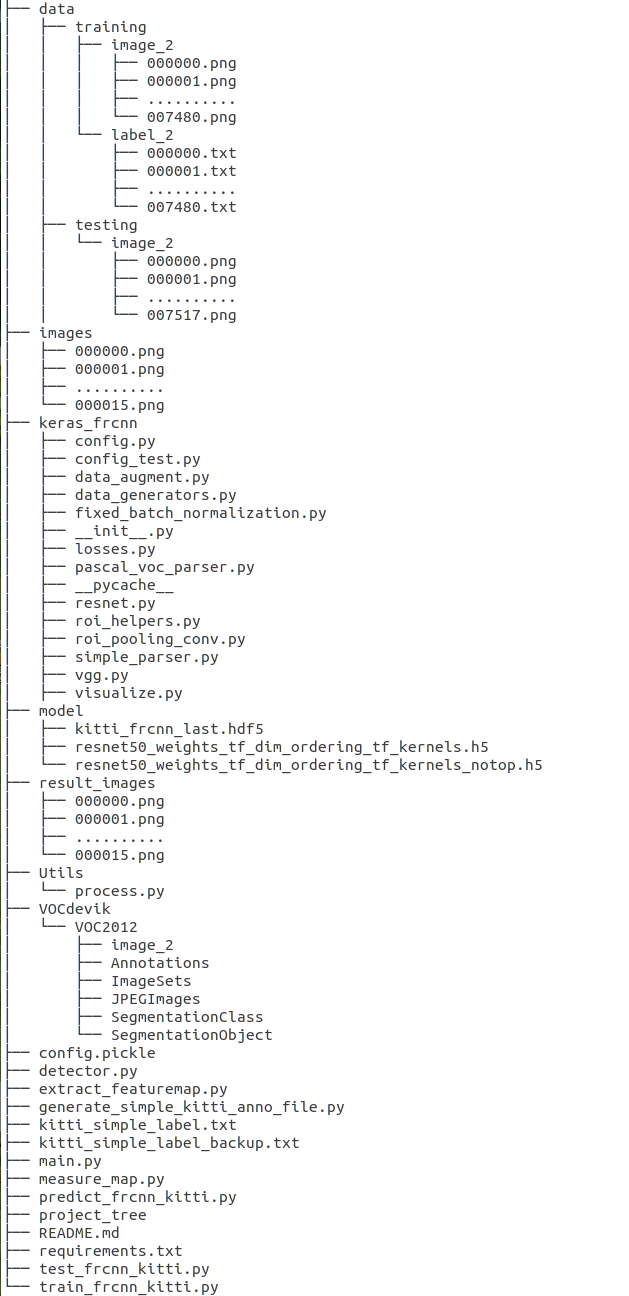 ├── data
│   ├── training
│   │   ├── image_2
│   │   │   ├── 000000.png
│   │   │   ├── 000001.png
│   │   │   ├── ..........
│   │   │   └── 007480.png
│   │   └── label_2
│   │       ├── 000000.txt
│   │       ├── 000001.txt
│   │       ├── ..........
│   │       └── 007480.txt
│   ├── testing
│   │   └── image_2
│   │       ├── 000000.png
│   │       ├── 000001.png
│   │       ├── ..........
│   │       └── 007517.png
├── images
│   ├── 000000.png
│   ├── 000001.png
│   ├── ..........
│   └── 000015.png
├── keras_frcnn
│   ├── config.py
│   ├── config_test.py
│   ├── data_augment.py
│   ├── data_generators.py
│   ├── fixed_batch_normalization.py
│   ├── __init__.py
│   ├── losses.py
│   ├── pascal_voc_parser.py
│   ├── __pycache__
│   ├── resnet.py
│   ├── roi_helpers.py
│   ├── roi_pooling_conv.py
│   ├── simple_parser.py
│   ├── vgg.py
│   ├── visualize.py
├── model
│   ├── kitti_frcnn_last.hdf5
│   ├── resnet50_weights_tf_dim_ordering_tf_kernels.h5
│   └── resnet50_weights_tf_dim_ordering_tf_kernels_notop.h5
├── result_images
│   ├── 000000.png
│   ├── 000001.png
│   ├── ..........
│   └── 000015.png
├── Utils
│   └── process.py
├── VOCdevik
│   └── VOC2012
│       ├── image_2
│       ├── Annotations
│       ├── ImageSets
│       ├── JPEGImages
│       ├── SegmentationClass
│       └── SegmentationObject
├── config.pickle
├── detector.py
├── extract_featuremap.py
├── generate_simple_kitti_anno_file.py
├── kitti_simple_label.txt
├── kitti_simple_label_backup.txt
├── main.py
├── measure_map.py
├── predict_frcnn_kitti.py
├── project_tree
├── README.md
├── requirements.txt
├── test_frcnn_kitti.py
└── train_frcnn_kitti.py